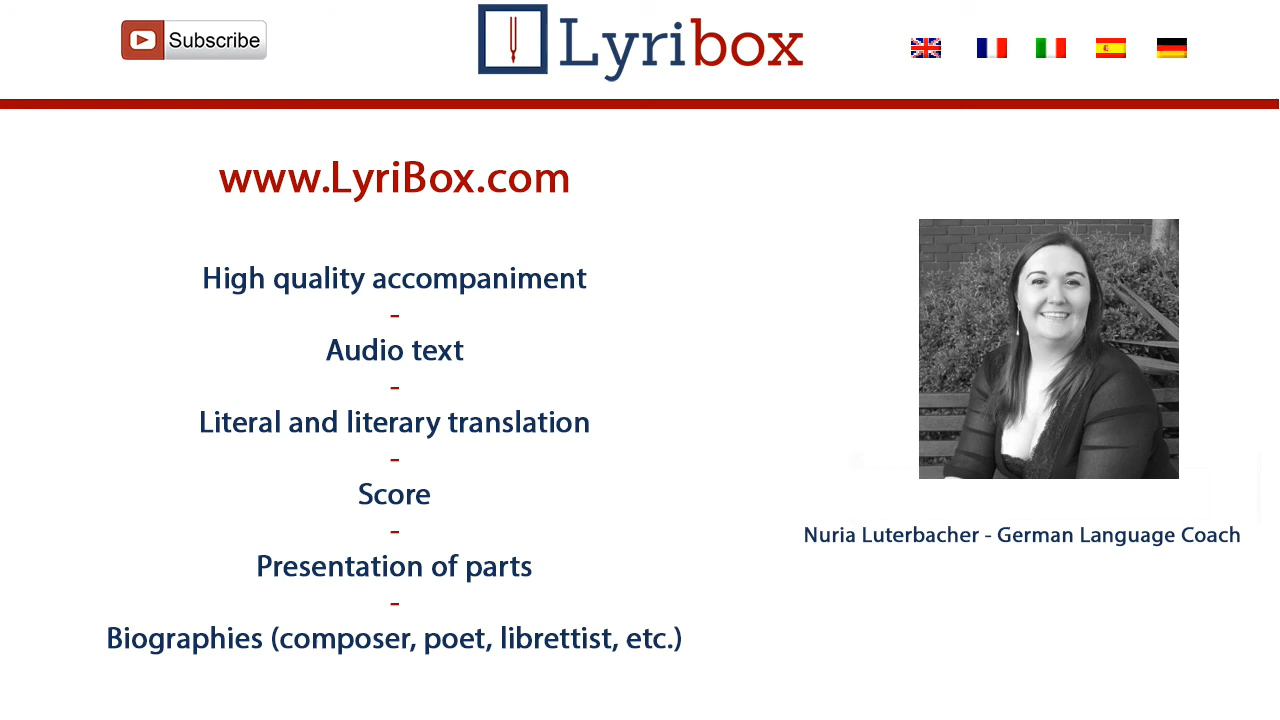 Subscribe
Lyribox
www.LyriBox.com
High quality accompaniment
-
Audio text
-
Literal and literary translation
-
Score
-
Presentation of parts
-
Biographies (composer, poet, librettist, etc.)
Nuria Luterbacher - German Language Coach